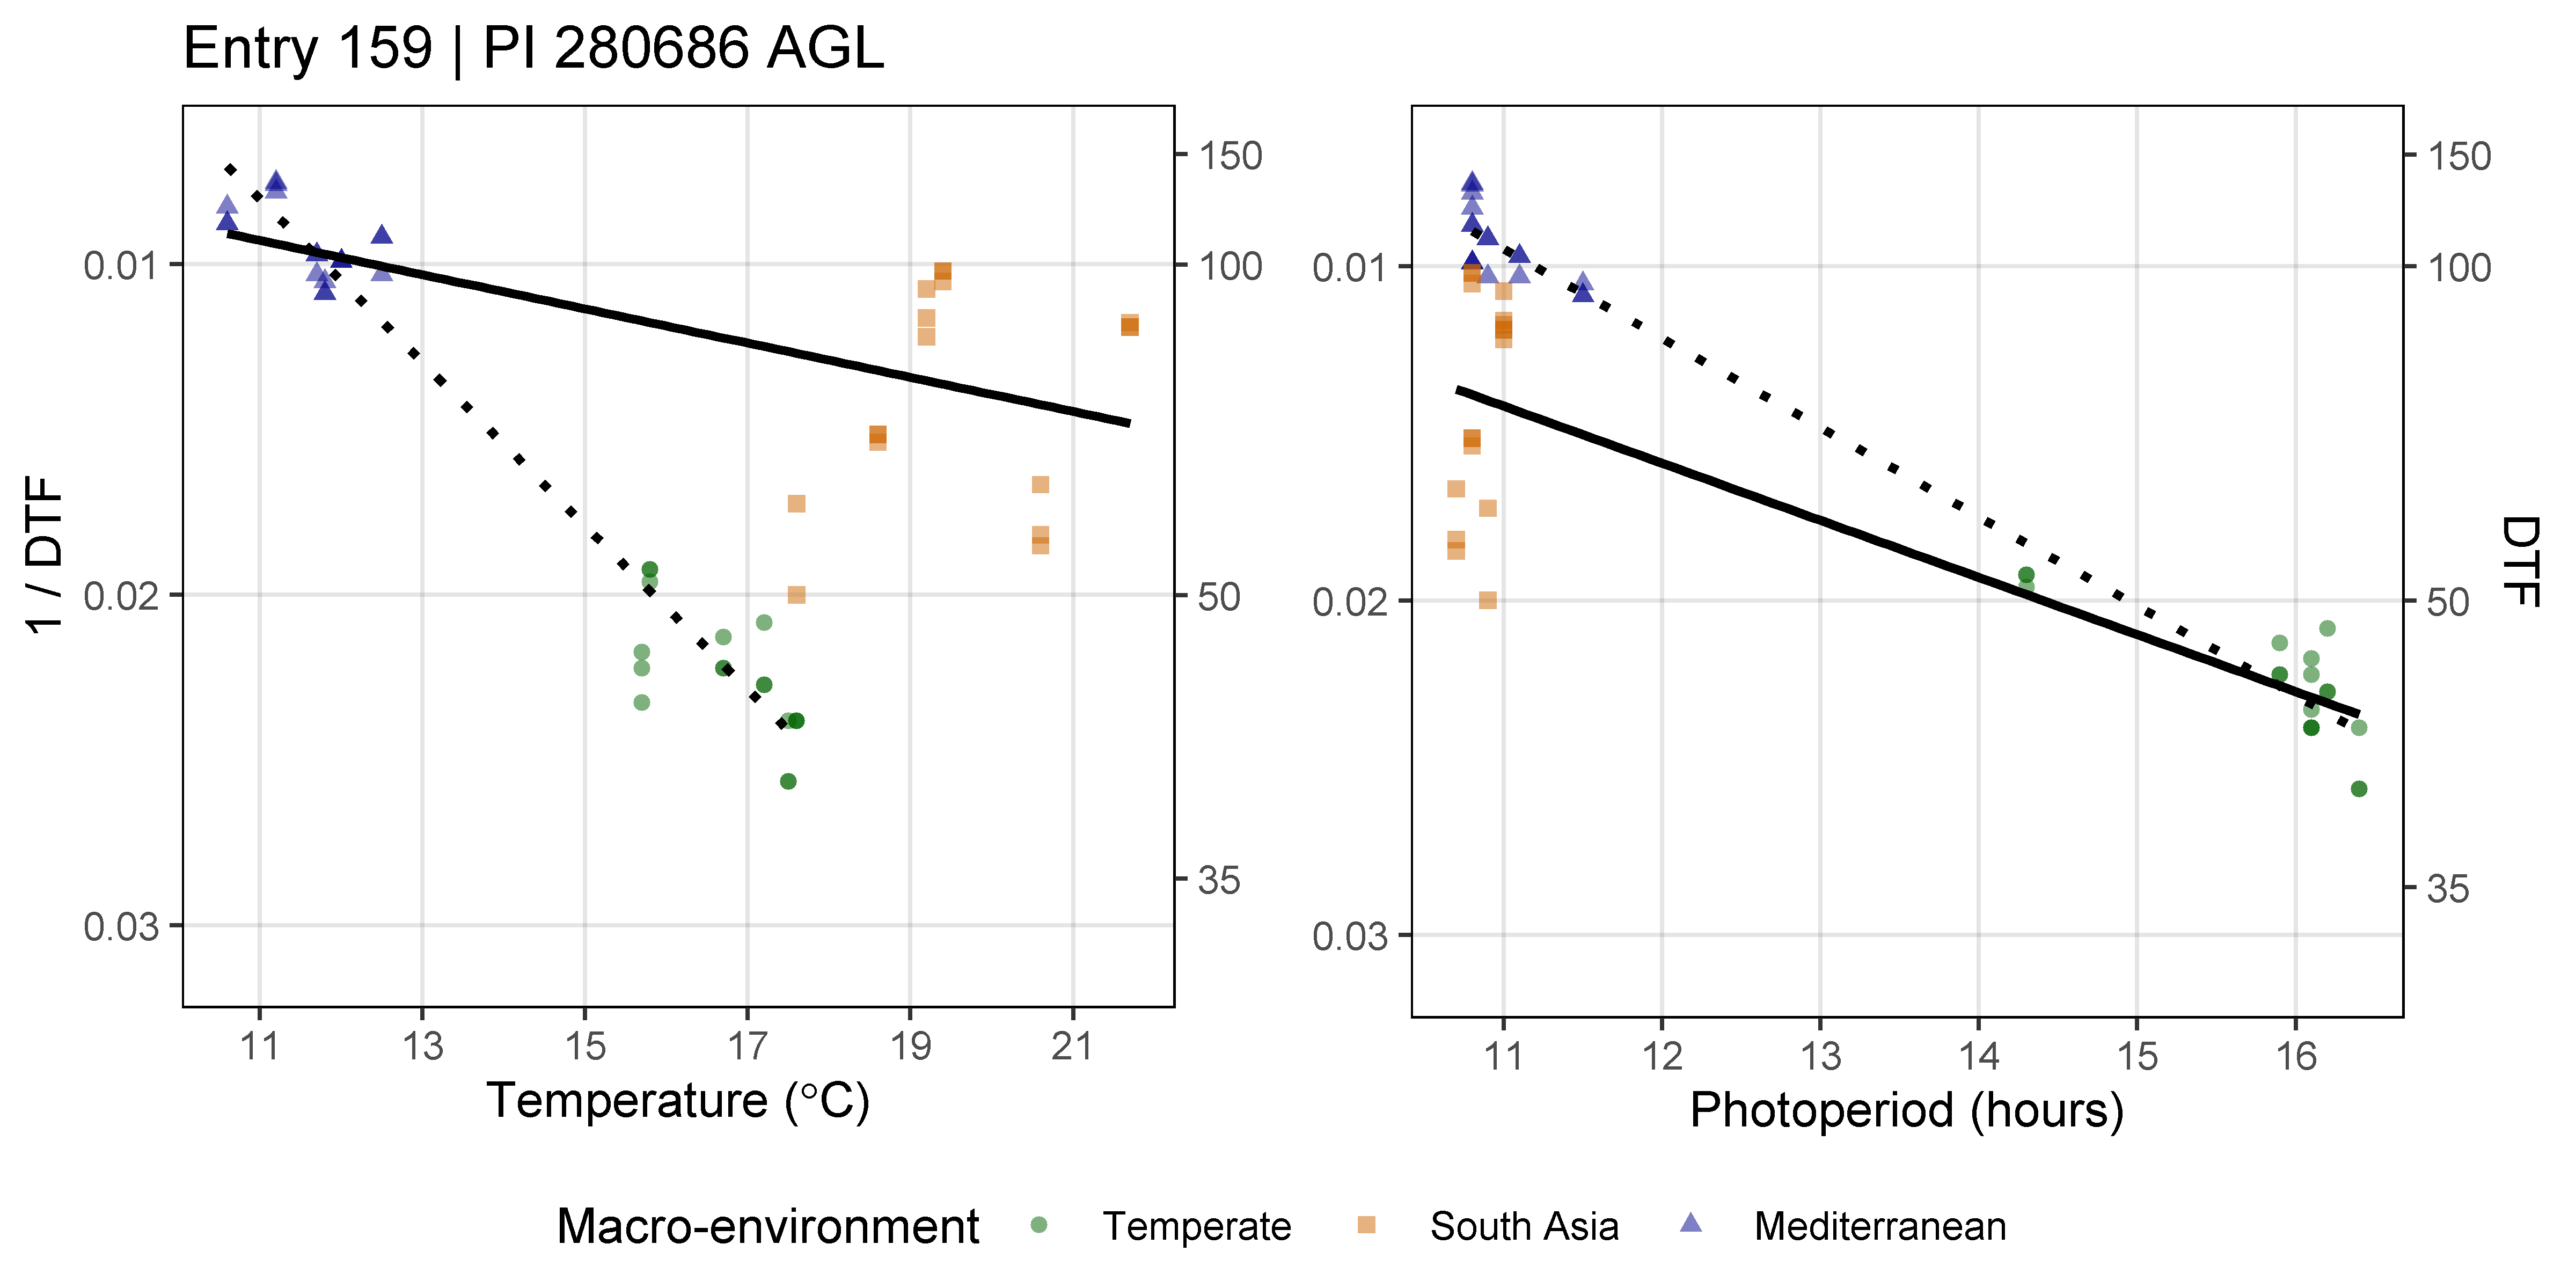 Entry 159 | PI 280686 AGL
1 / DTF
0.01
0.02
0.03
150
100
50
35
11 13 15 17 19 21
Temperature (°C)
0.01
0.02
0.03
150
100
50
35
DTF
11 12 13 14 15 16
Photoperiod (hours)
Macro-environment Temperate South Asia Mediterranean